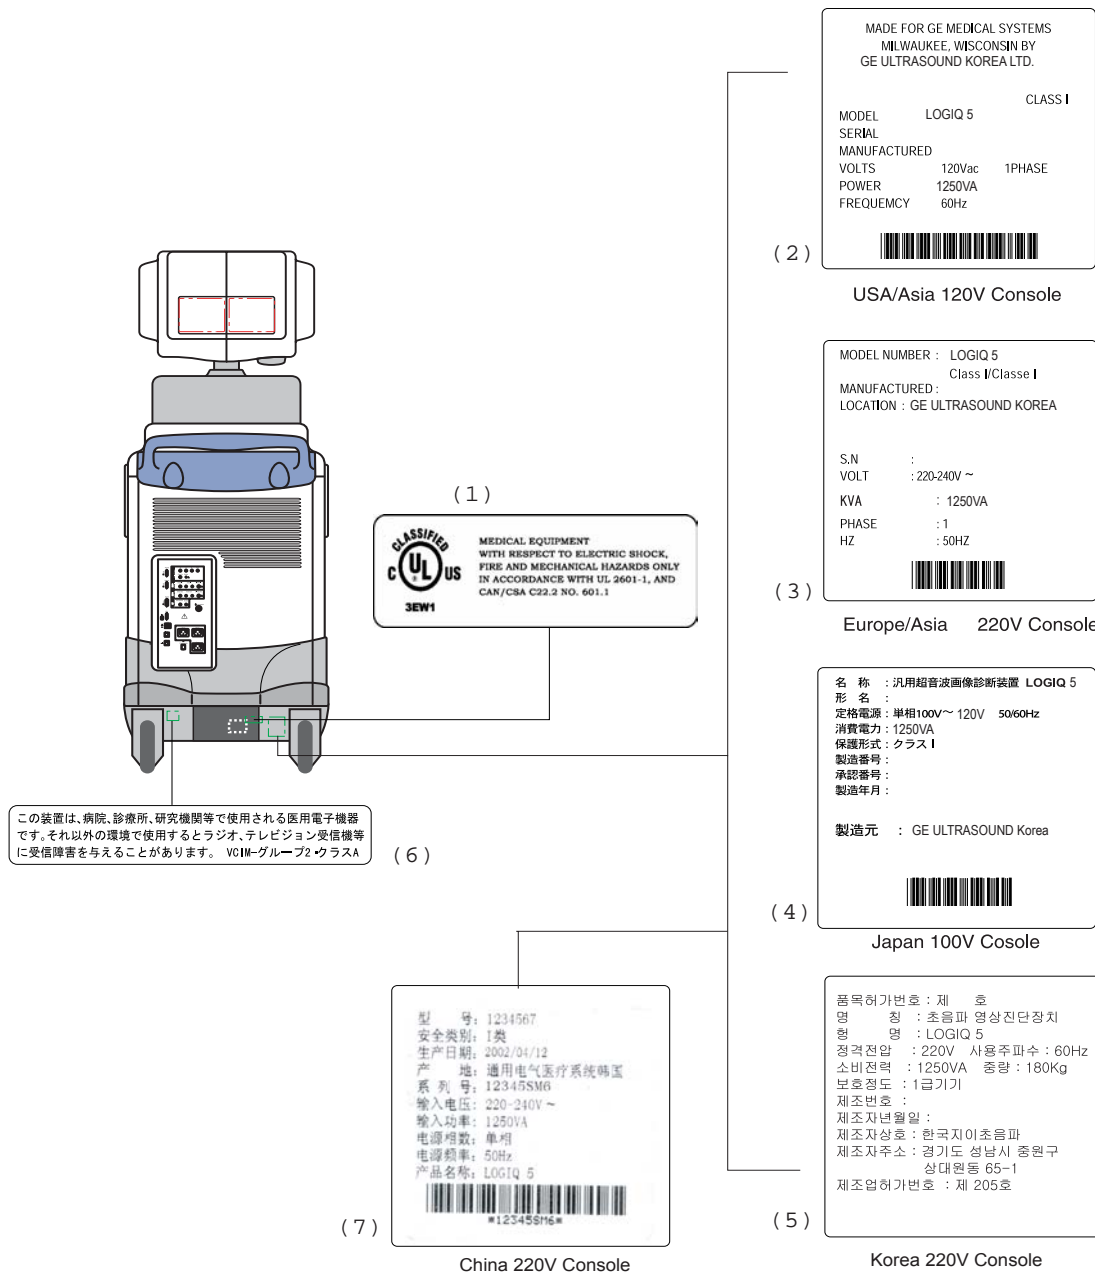 MADE FOR GE MEDICAL SYSTEMS
MILWAUKEE, WISCONSIN BY
GE ULTRASOUND KOREA LTD.
CLASS I
MODEL LOGIQ 5
SERIAL
MANUFACTURED
VOLTS 120Vac 1PHASE
POWER 1250VA
FREQUEMCY 60Hz
(2)
USA/Asia 120V Console
MODEL NUMBER : LOGIQ 5
Class I/Classe I
MANUFACTURED :
LOCATION : GE ULTRASOUND KOREA
S.N :
VOLT : 220-240V ~
KVA : 1250VA
PHASE : 1
HZ : 50HZ
(3)
Europe/Asia 220V Console
(1)
CLASSIFIED
C UL US
®
3EW1
MEDICAL EQUIPMENT
WITH RESPECT TO ELECTRIC SHOCK,
FIRE AND MECHANICAL HAZARDS ONLY
IN ACCORDANCE WITH UL 2601-1, AND
CAN/CSA C22.2 NO. 601.1
名 称 : 汎用超音波画像診断装置 LOGIQ 5
形 名 :
定格電源 : 単相100V～ 120V 50/60Hz
消費電力 : 1250VA
保護形式 : クラス I
製造番号 :
承認番号 :
製造年月 :
製造元 : GE ULTRASOUND Korea
(4)
Japan 100V Cosole
この装置は、病院、診療所、研究機関等で使用される医用電子機器
です。それ以外の環境で使用するとラジオ、テレビジョン受信機等
に受信障害を与えることがあります。 VCIM-グループ2・クラスA
(6)
型 号: 1234567
安全类别: I类
生产日期: 2002/04/12
产 地: 通用电气医疗系统韩国
系 列 号: 12345SM6
输入电压: 220-240V ~
输入功率: 1250VA
电源相数: 单相
电源频率: 50Hz
产品名称: LOGIQ 5
*12345SM6*
(7)
China 220V Console
품목허가번호 : 제 호
명 칭 : 초음파 영상진단장치
헝 명 : LOGIQ 5
정격전압 : 220V 사용주파수 : 60Hz
소비전력 : 1250VA 중량 : 180Kg
보호정도 : 1급기기
제조번호 :
제조자년월일 :
제조자상호 : 한국지이초음파
제조자주소 : 경기도 성남시 중원구
상대원동 65-1
제조업허가번호 : 제 205호
(5)
Korea 220V Console